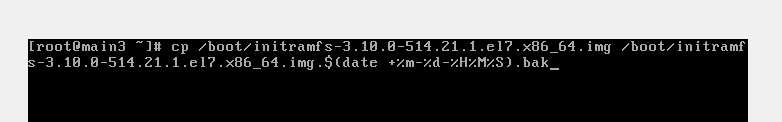 [root@main3 ~]# cp /boot/initramfs-3.10.0-514.21.1.el7.x86_64.img /boot/initramf
s-3.10.0-514.21.1.el7.x86_64.img.$(date +%m-%d-%H%M%S).bak_